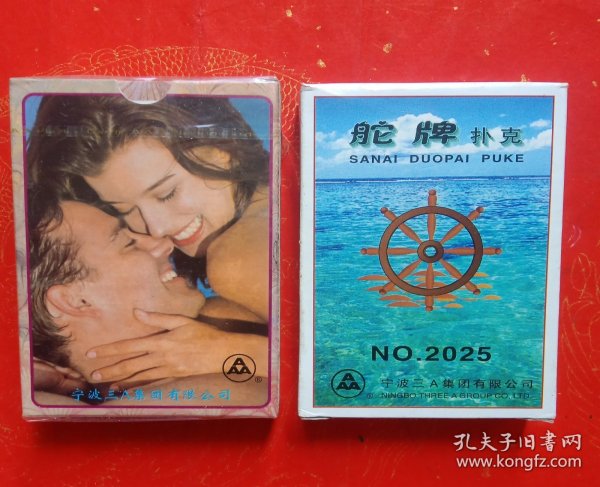 宁波三A集团有限公司
®
舵牌扑克
SANAI DUOPAI PUKE
NO.2025
宁波三A集团有限公司
® NINGBO THREE A GROUP CO., LTD.
孔夫子旧书网
www.kongfz.com